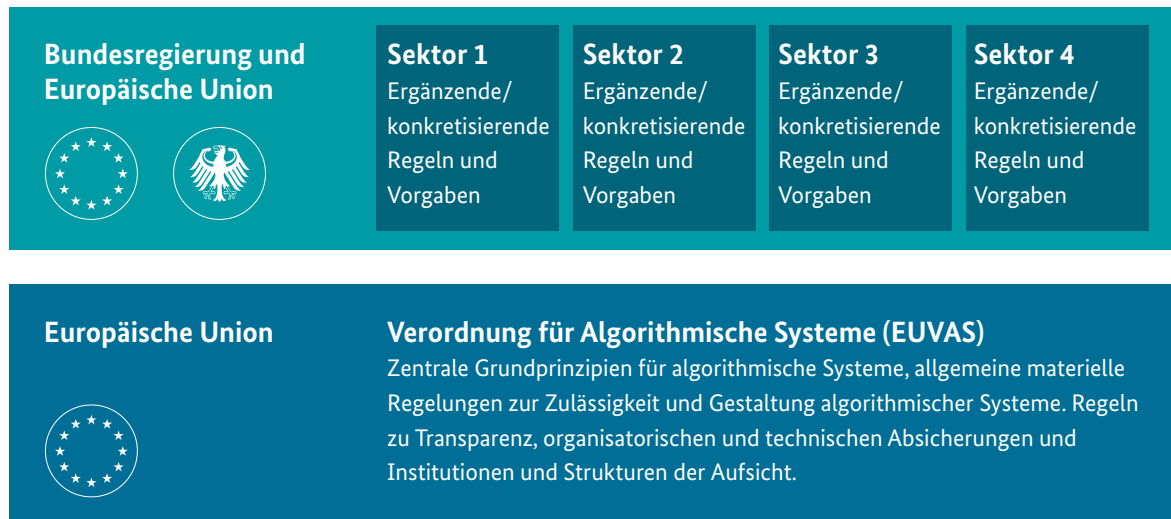 Bundesregierung und
Europäische Union
Sektor 1
Ergänzende/
konkretisierende
Regeln und
Vorgaben
Sektor 2
Ergänzende/
konkretisierende
Regeln und
Vorgaben
Sektor 3
Ergänzende/
konkretisierende
Regeln und
Vorgaben
Sektor 4
Ergänzende/
konkretisierende
Regeln und
Vorgaben
Europäische Union
Verordnung für Algorithmische Systeme (EUVAS)
Zentrale Grundprinzipien für algorithmische Systeme, allgemeine materielle
Regelungen zur Zulässigkeit und Gestaltung algorithmischer Systeme. Regeln
zu Transparenz, organisatorischen und technischen Absicherungen und
Institutionen und Strukturen der Aufsicht.